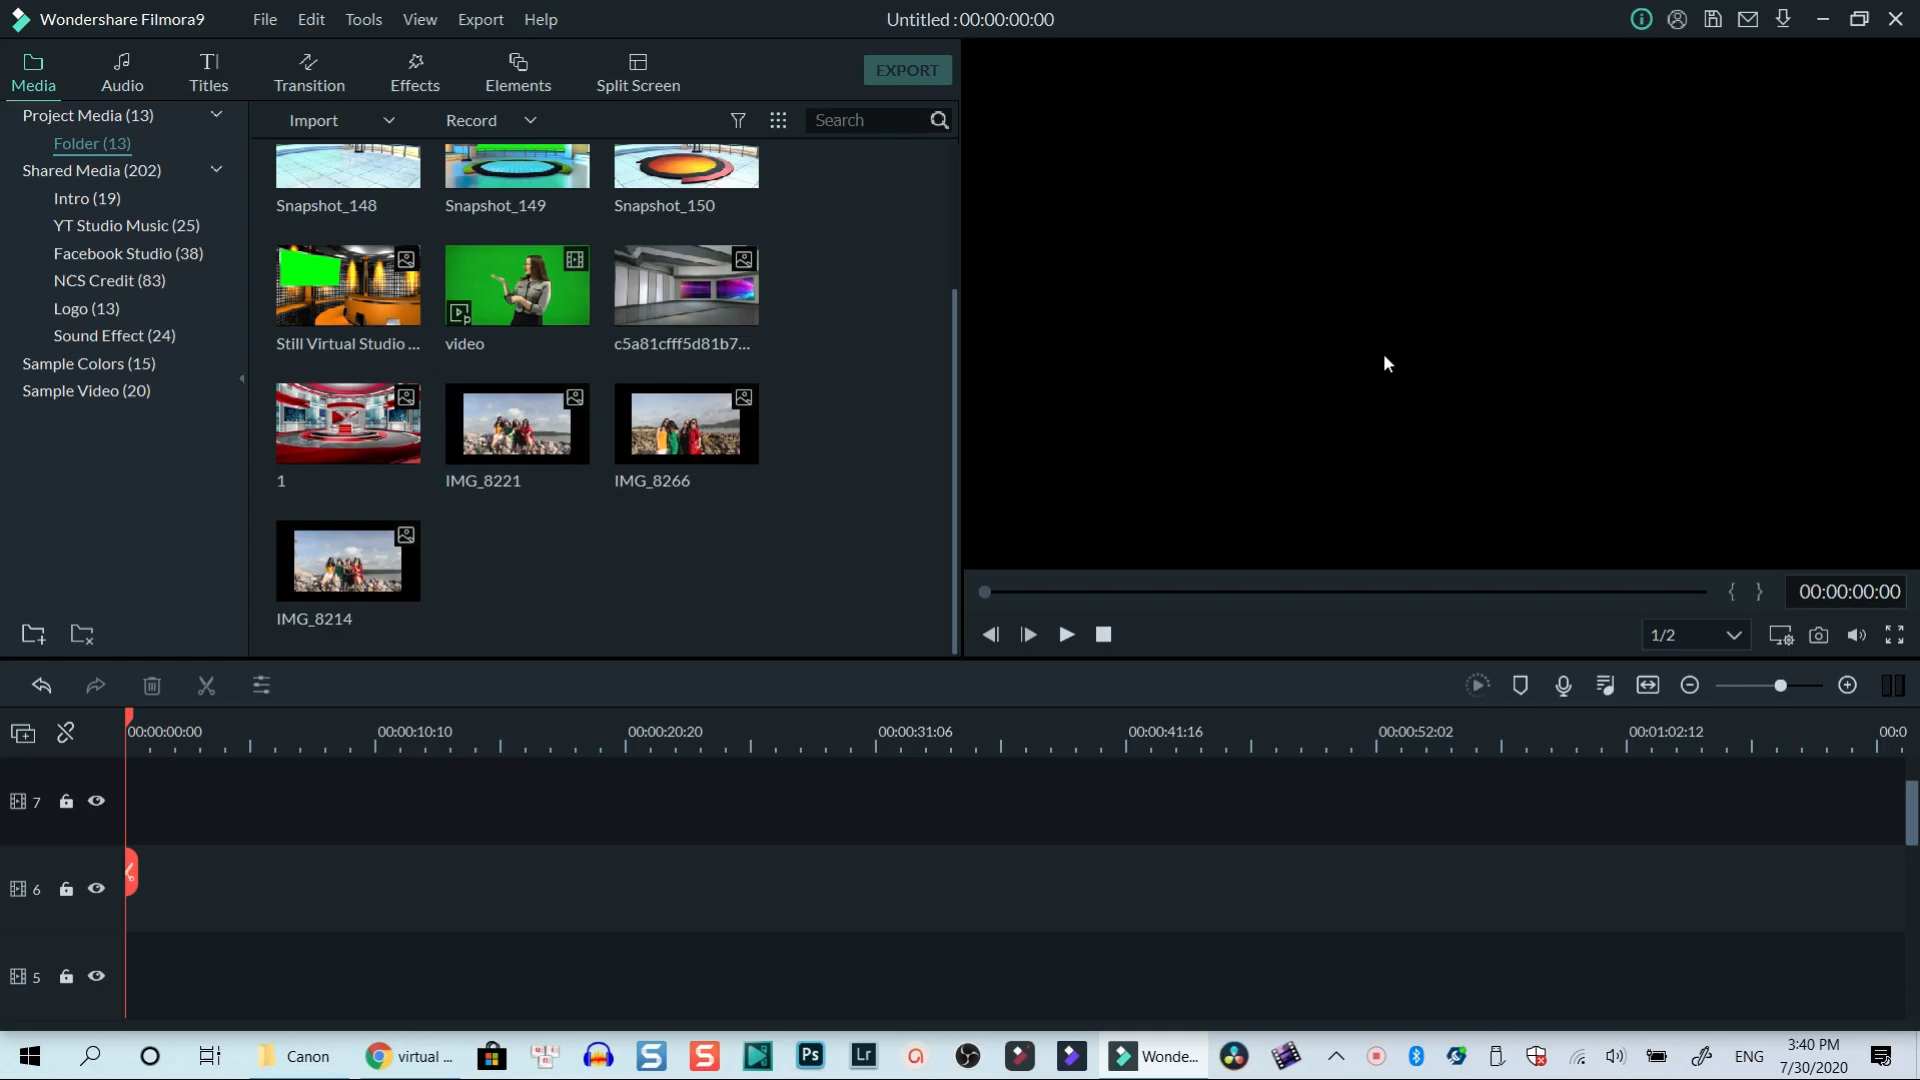 Wondershare Filmora9
File Edit Tools View Export Help
Untitled : 00:00:00:00
Media Audio Titles Transition Effects Elements Split Screen
EXPORT
Project Media (13)
Folder (13)
Shared Media (202)
Intro (19)
YT Studio Music (25)
Facebook Studio (38)
NCS Credit (83)
Logo (13)
Sound Effect (24)
Sample Colors (15)
Sample Video (20)
Import Record Search
Snapshot_148 Snapshot_149 Snapshot_150
Still Virtual Studio ... video c5a81cfff5d81b7...
1 IMG_8221 IMG_8266
IMG_8214
{ } 00:00:00:00
1/2
00:00:00:00 00:00:10:10 00:00:20:20 00:00:31:06 00:00:41:16 00:00:52:02 00:01:02:12 00:0
7
6
5
Canon virtual ... Ps Lr Wonde... ENG
3:40 PM
7/30/2020